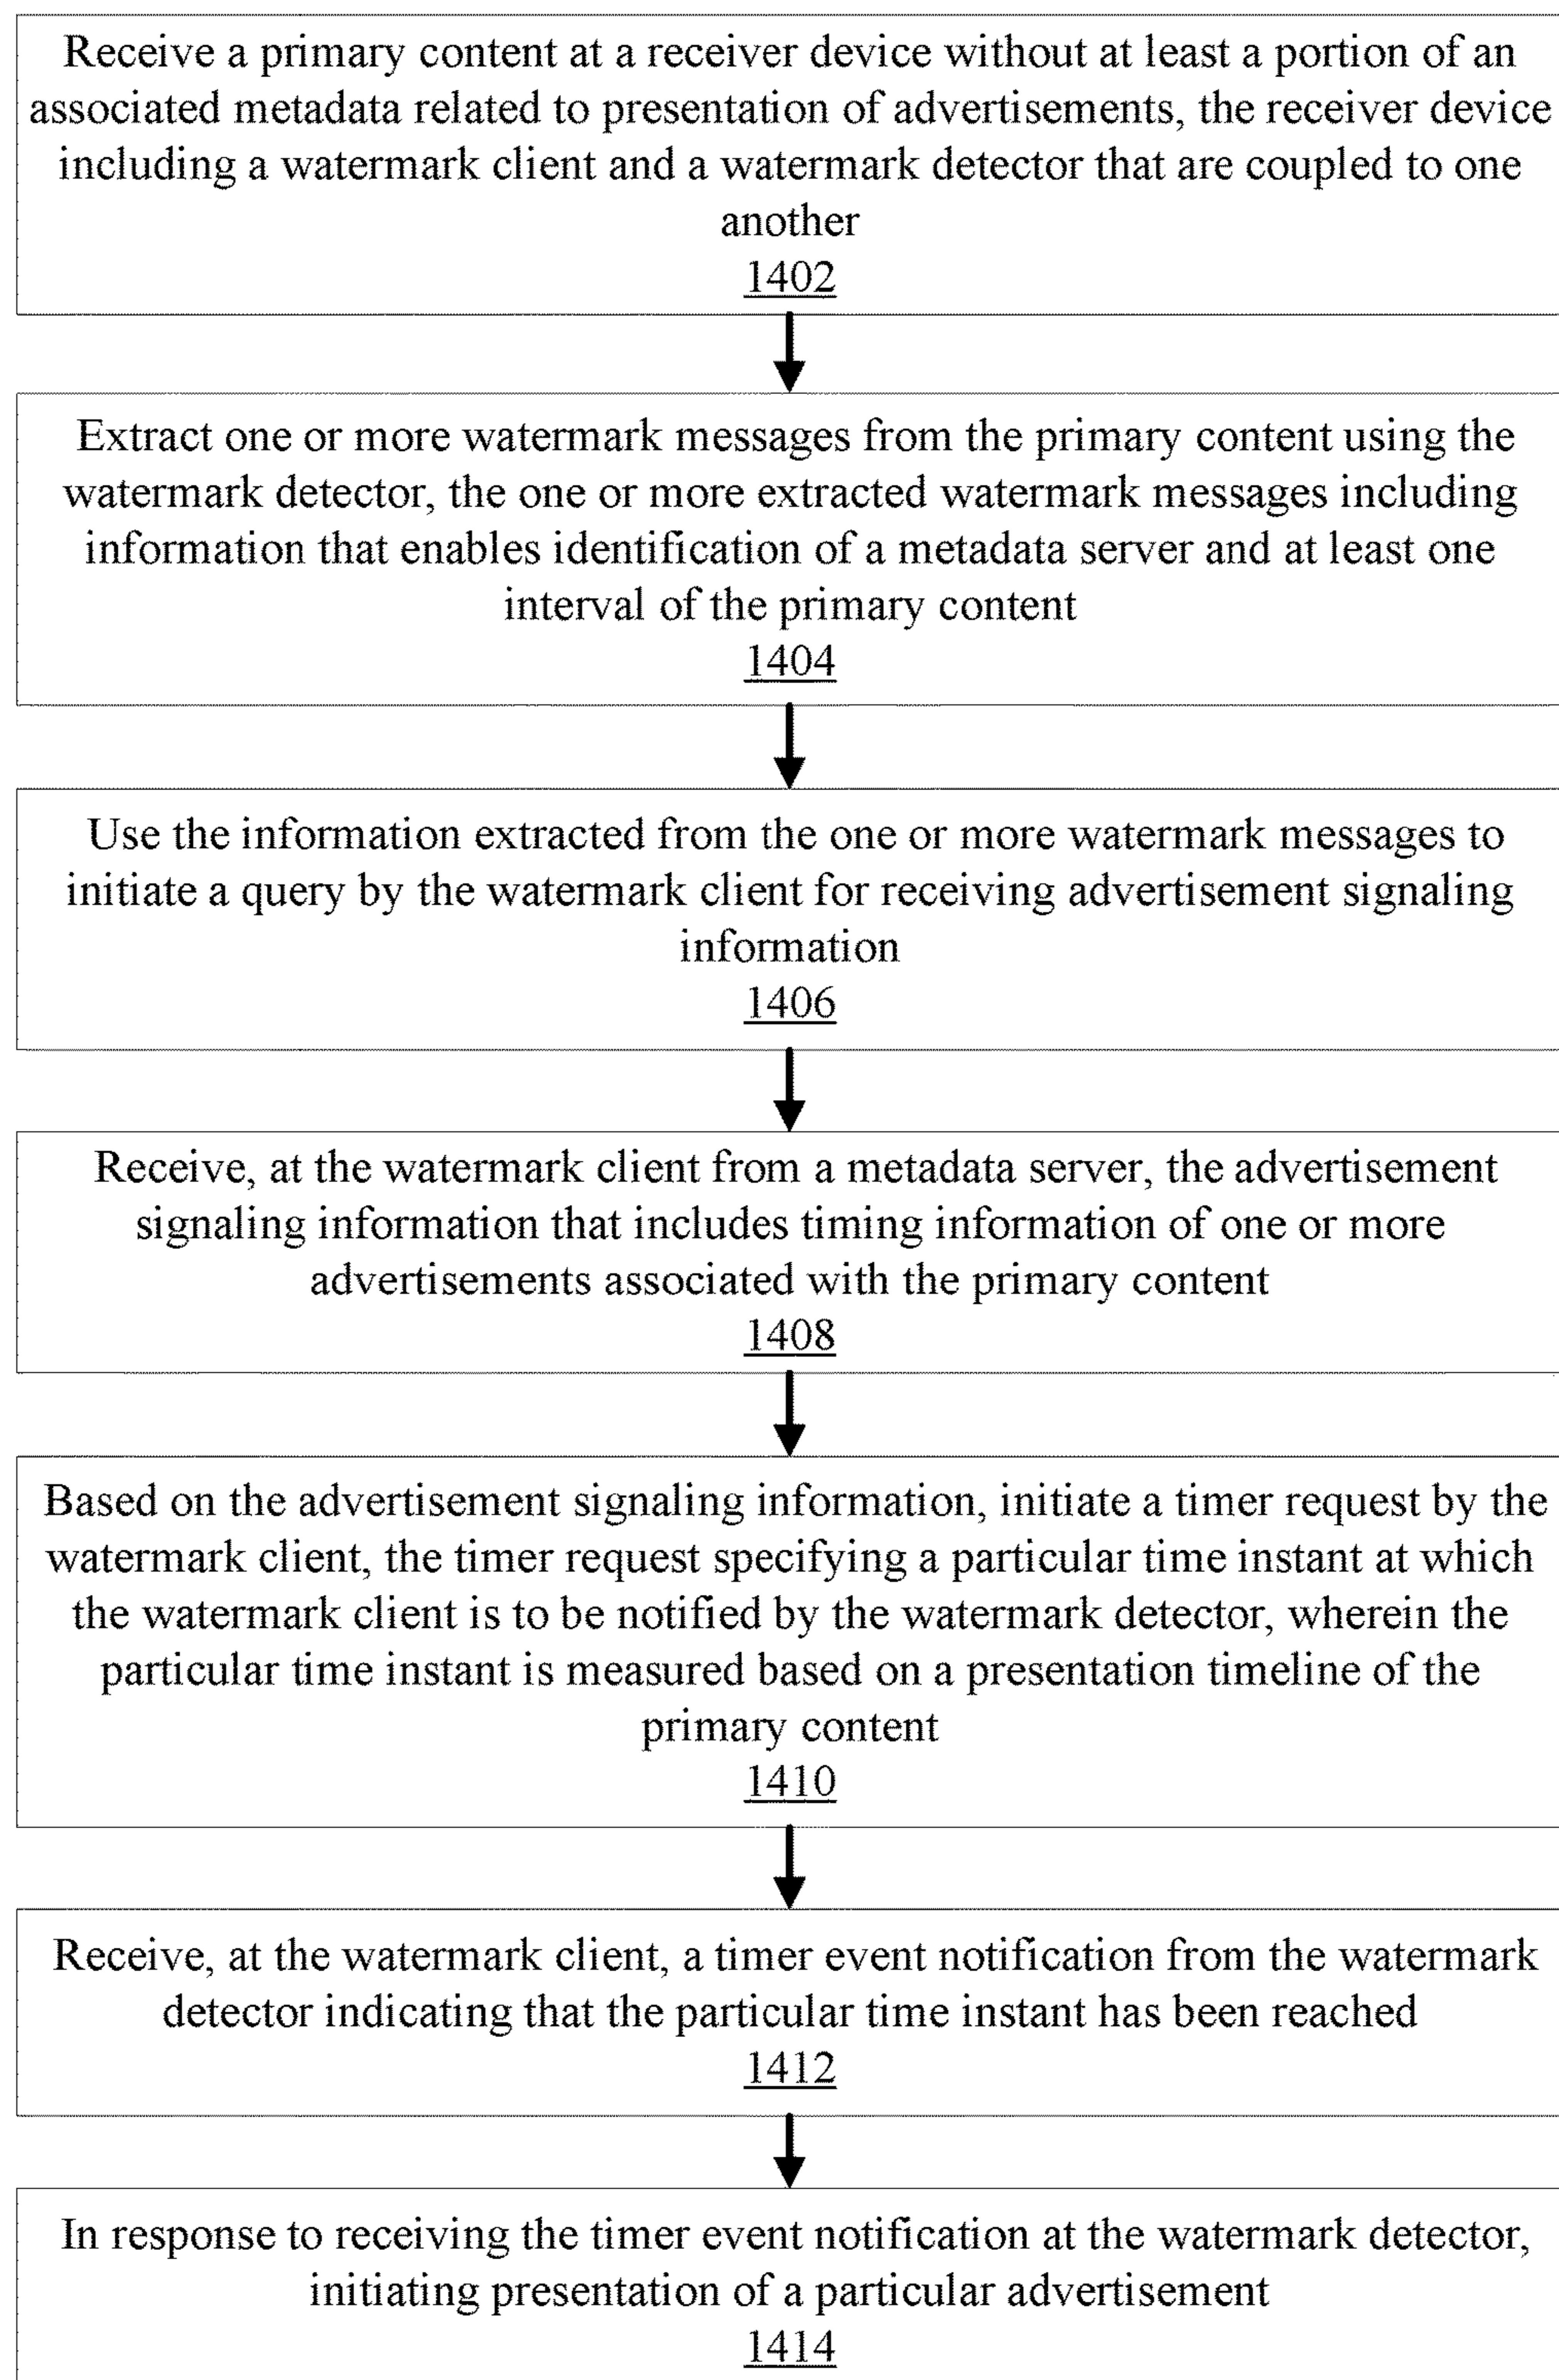 Receive a primary content at a receiver device without at least a portion of an
associated metadata related to presentation of advertisements, the receiver device
including a watermark client and a watermark detector that are coupled to one
another
1402
Extract one or more watermark messages from the primary content using the
watermark detector, the one or more extracted watermark messages including
information that enables identification of a metadata server and at least one
interval of the primary content
1404
Use the information extracted from the one or more watermark messages to
initiate a query by the watermark client for receiving advertisement signaling
information
1406
Receive, at the watermark client from a metadata server, the advertisement
signaling information that includes timing information of one or more
advertisements associated with the primary content
1408
Based on the advertisement signaling information, initiate a timer request by the
watermark client, the timer request specifying a particular time instant at which
the watermark client is to be notified by the watermark detector, wherein the
particular time instant is measured based on a presentation timeline of the
primary content
1410
Receive, at the watermark client, a timer event notification from the watermark
detector indicating that the particular time instant has been reached
1412
In response to receiving the timer event notification at the watermark detector,
initiating presentation of a particular advertisement
1414